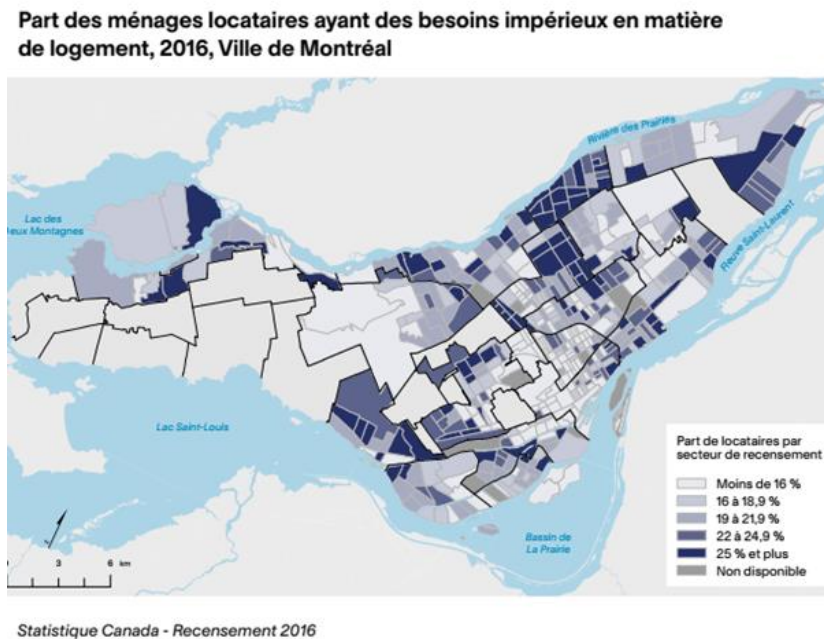 Part des ménages locataires ayant des besoins impérieux en matière
de logement, 2016, Ville de Montréal
Rivière des Prairies
Lac des
eux Montagnes
Fleuve Saint-Laurent
Lac Saint-Louis
Bassin de
La Prairie
Part de locataires par
secteur de recensement
Moins de 16 %
16 à 18,9 %
19 à 21,9 %
22 à 24,9 %
25 % et plus
Non disponible
N
3 6 km
Statistique Canada - Recensement 2016